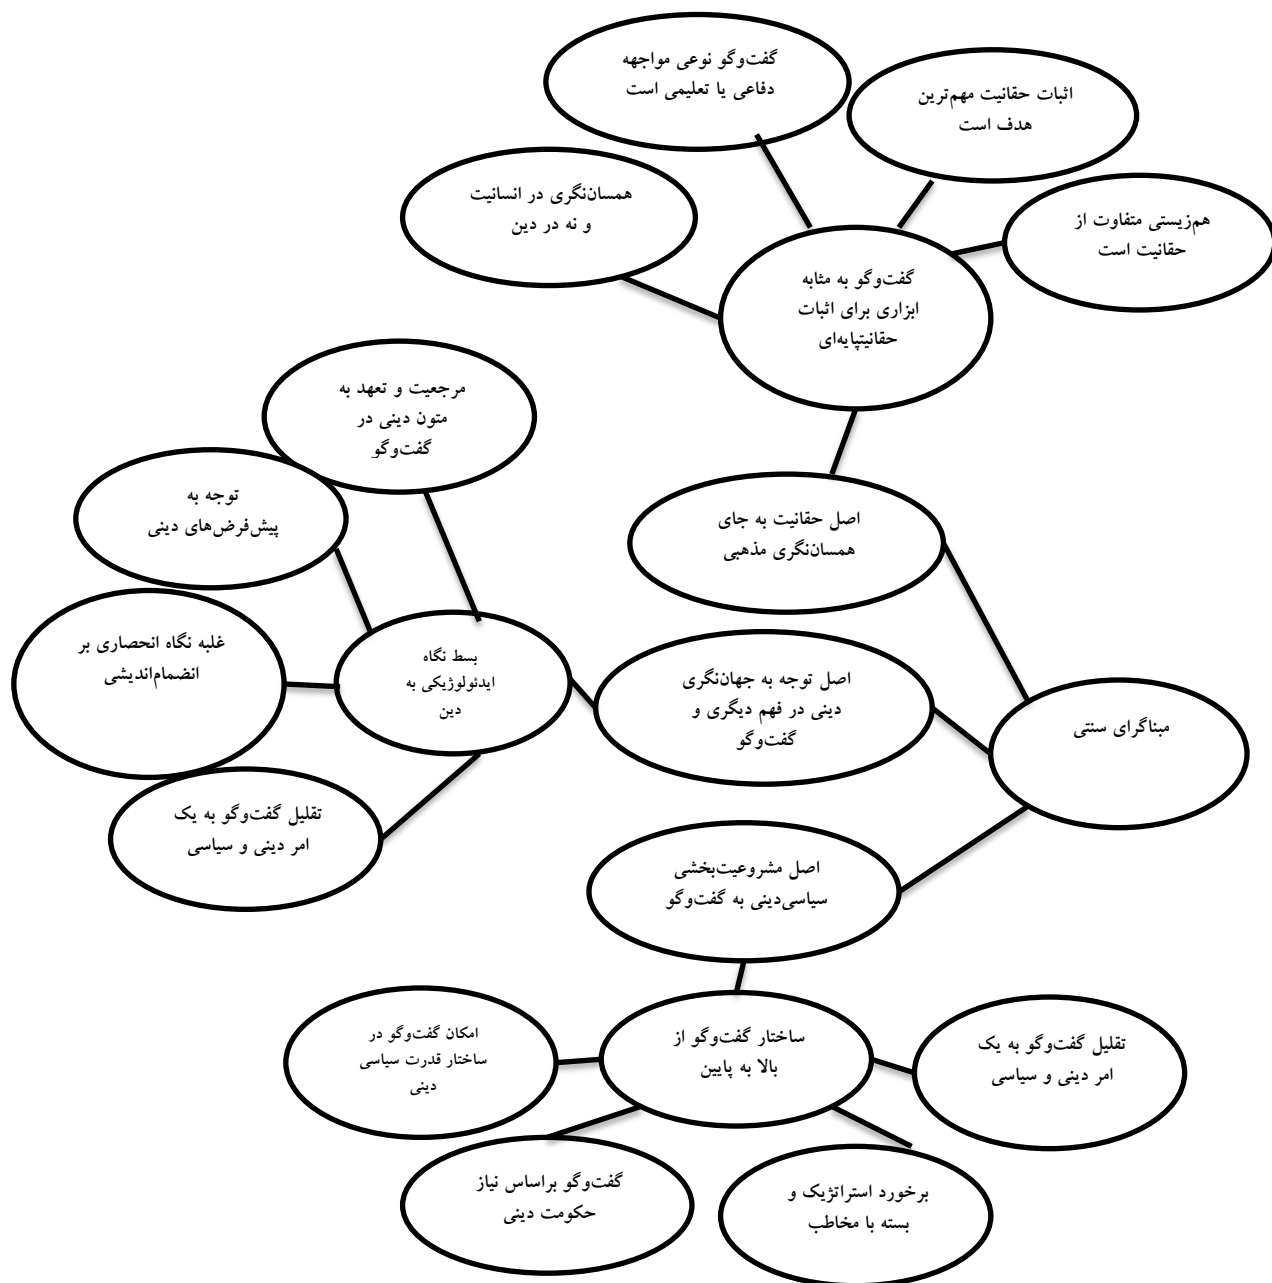 گفت‌وگو نوعی مواجهه
دفاعی یا تعلیمی است
اثبات حقانیت مهم‌ترین
هدف است
همسان‌نگری در انسانیت
و نه در دین
هم‌زیستی متفاوت از
حقانیت است
گفت‌وگو به مثابه
ابزاری برای اثبات
حقانیتپایه‌ای
مرجعیت و تعهد به
متون دینی در
گفت‌وگو
توجه به
پیش‌فرض‌های دینی
اصل حقانیت به جای
همسان‌نگری مذهبی
غلبه نگاه انحصاری بر
انضمام‌اندیشی
بسط نگاه
ایدئولوژیکی به
دین
اصل توجه به جهان‌نگری
دینی در فهم دیگری و
گفت‌وگو
مبناگرای سنتی
تقلیل گفت‌وگو به یک
امر دینی و سیاسی
اصل مشروعیت‌بخشی
سیاسی‌دینی به گفت‌وگو
امکان گفت‌وگو در
ساختار قدرت سیاسی
دینی
ساختار گفت‌وگو از
بالا به پایین
تقلیل گفت‌وگو به یک
امر دینی و سیاسی
گفت‌وگو براساس نیاز
حکومت دینی
برخورد استراتژیک و
بسته با مخاطب